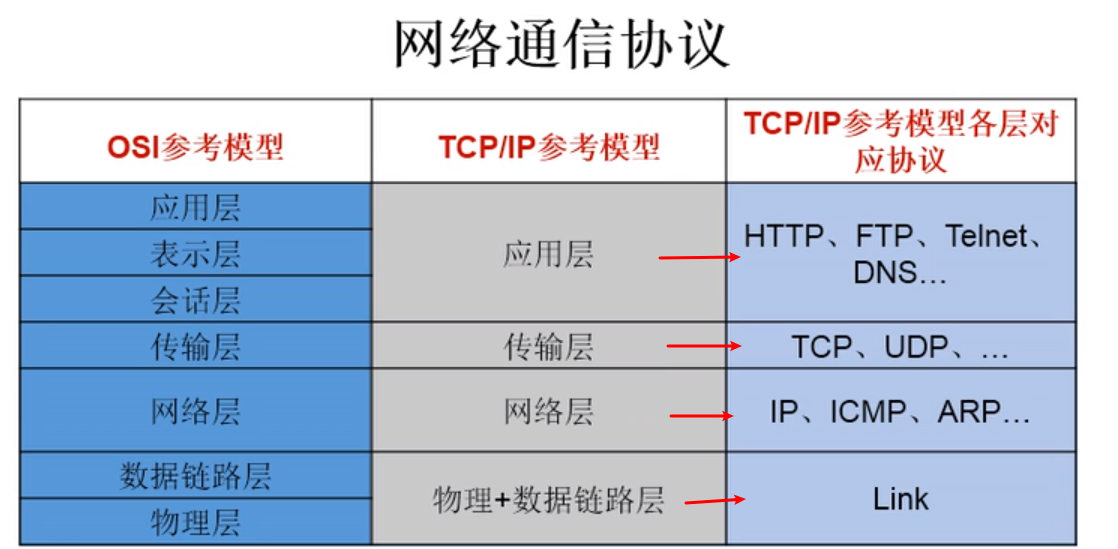 网络通信协议
OSI参考模型
TCP/IP参考模型
TCP/IP参考模型各层对
应协议
应用层
表示层
会话层
应用层
HTTP、FTP、Telnet、
DNS…
传输层
传输层
TCP、UDP、…
网络层
网络层
IP、ICMP、ARP…
数据链路层
物理层
物理+数据链路层
Link